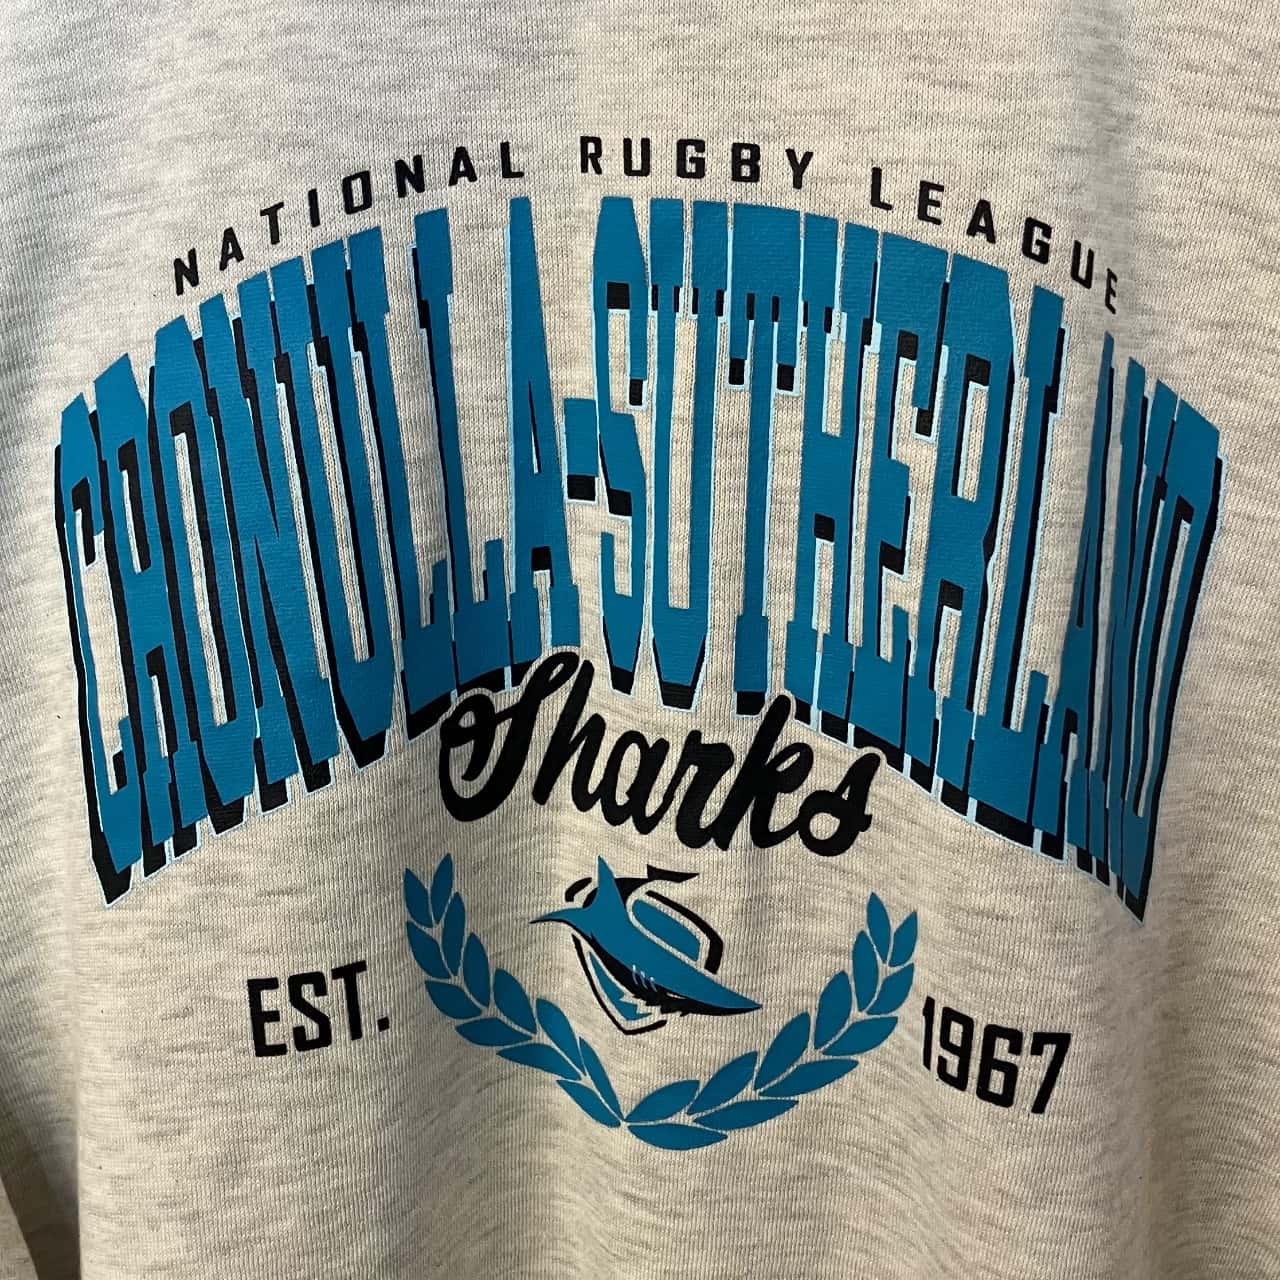 NATIONAL RUGBY LEAGUE
CRONULLA-SUTHERLAND
Sharks
EST. 1967